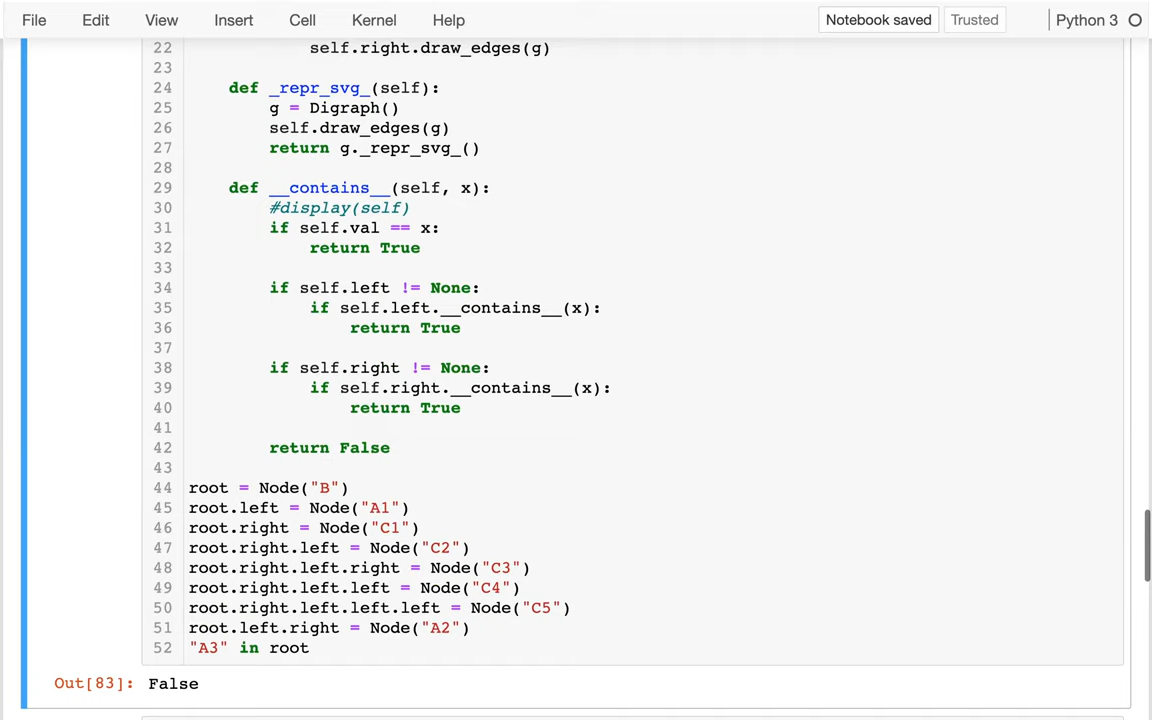 File Edit View Insert Cell Kernel Help Notebook saved Trusted Python 3
22             self.right.draw_edges(g)
23
24     def _repr_svg_(self):
25         g = Digraph()
26         self.draw_edges(g)
27         return g._repr_svg_()
28
29     def __contains__(self, x):
30         #display(self)
31         if self.val == x:
32             return True
33
34         if self.left != None:
35             if self.left.__contains__(x):
36                 return True
37
38         if self.right != None:
39             if self.right.__contains__(x):
40                 return True
41
42         return False
43
44 root = Node("B")
45 root.left = Node("A1")
46 root.right = Node("C1")
47 root.right.left = Node("C2")
48 root.right.left.right = Node("C3")
49 root.right.left.left = Node("C4")
50 root.right.left.left.left = Node("C5")
51 root.left.right = Node("A2")
52 "A3" in root
Out[83]: False